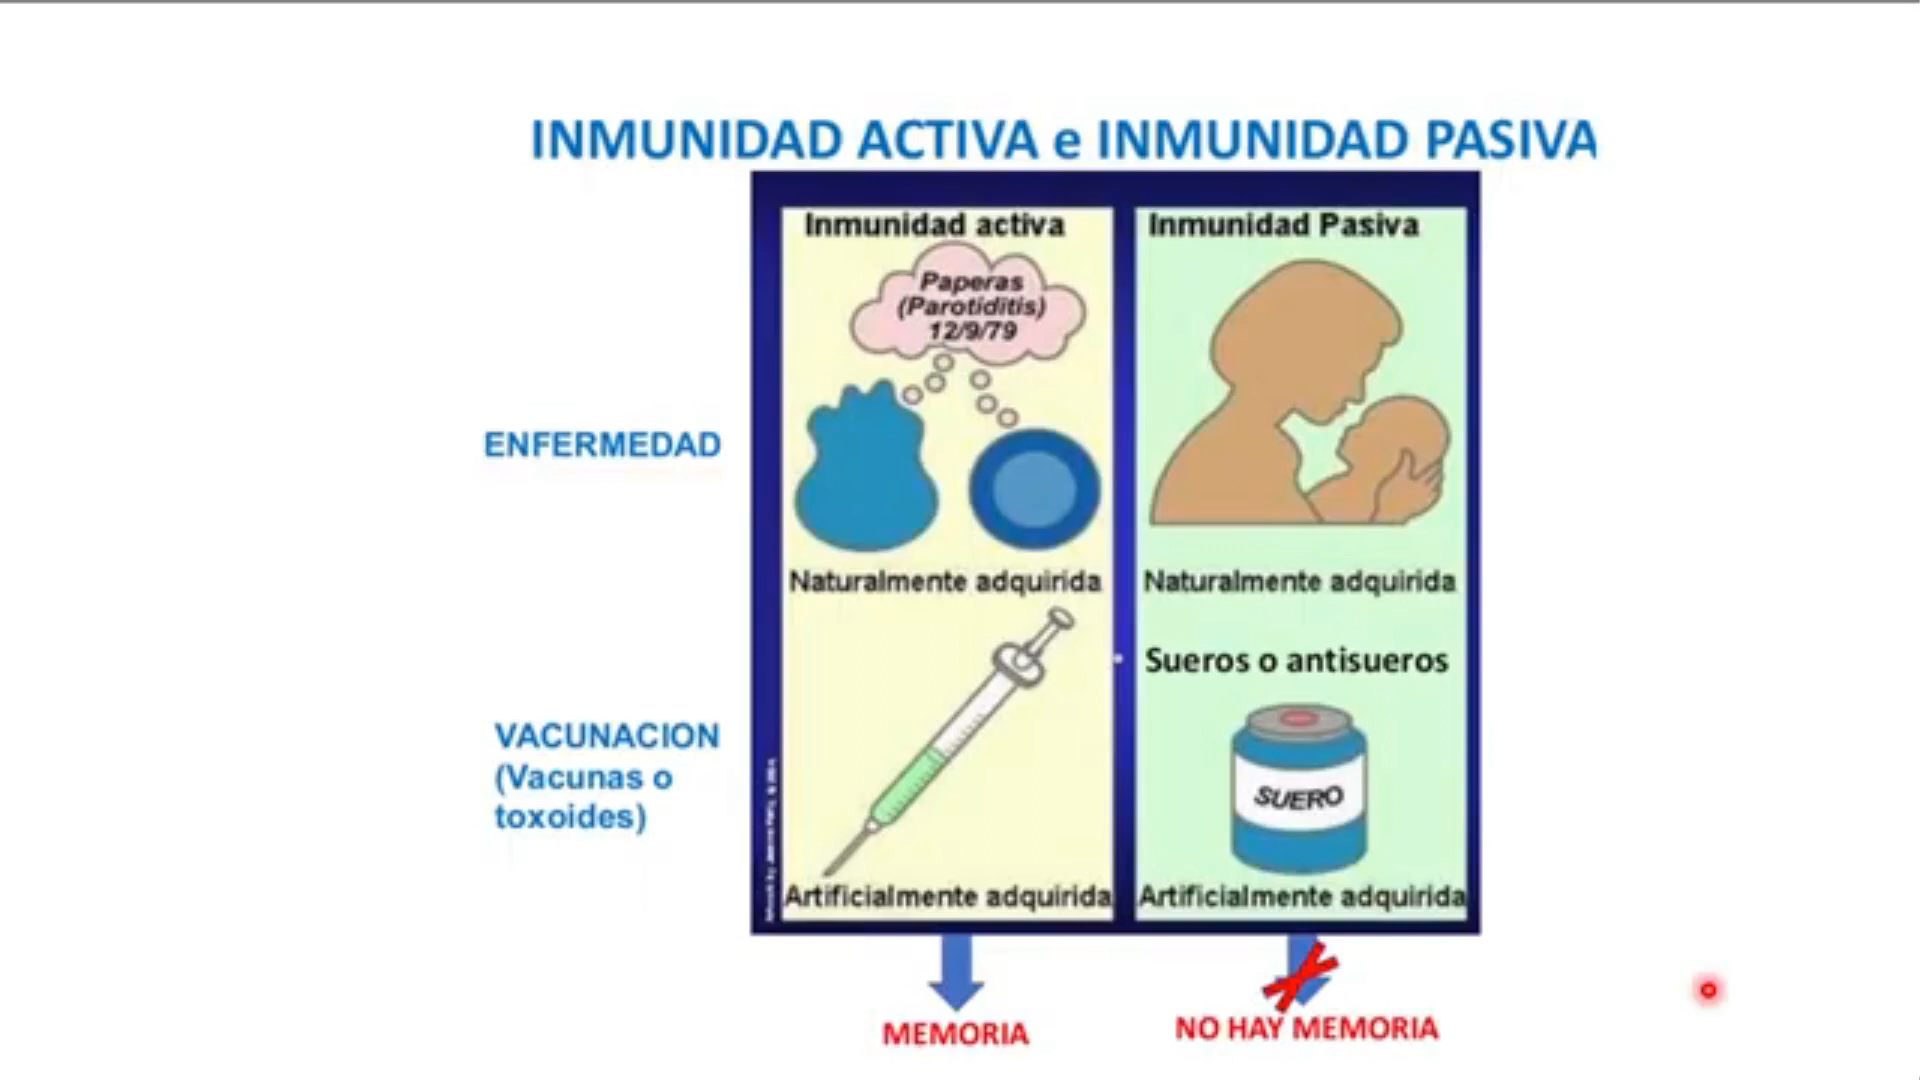 INMUNIDAD ACTIVA e INMUNIDAD PASIVA
Inmunidad activa
Paperas
(Parotiditis)
12/9/79
ENFERMEDAD
Naturalmente adquirida
VACUNACION
(Vacunas o
toxoides)
Artificialmente adquirida
MEMORIA
Inmunidad Pasiva
Naturalmente adquirida
Sueros o antisueros
SUERO
Artificialmente adquirida
NO HAY MEMORIA